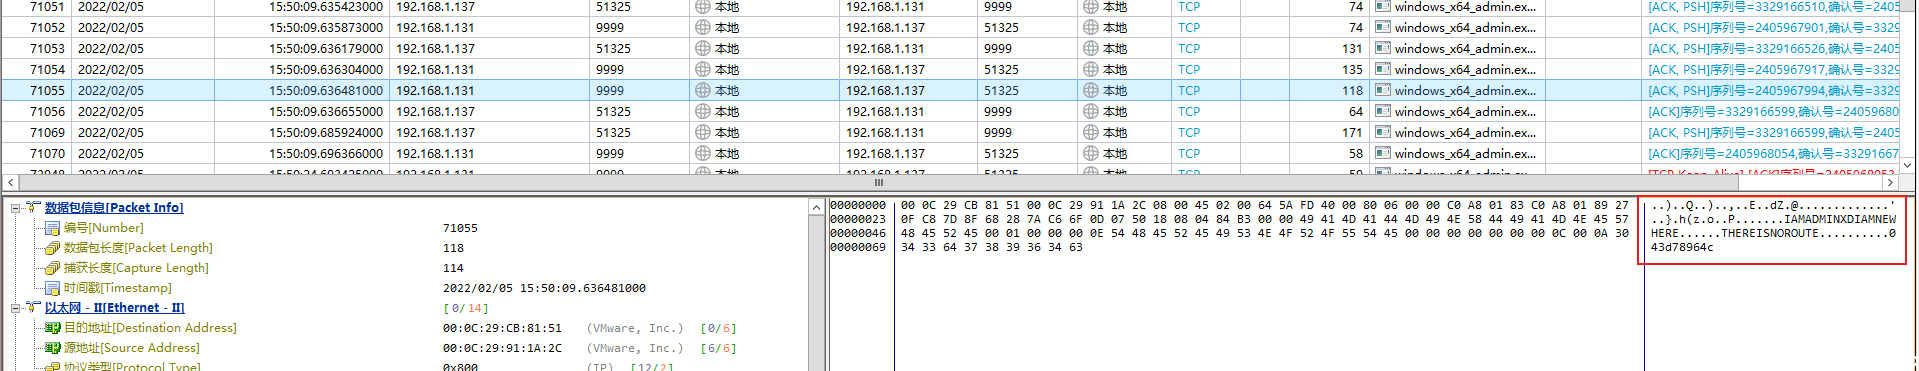 71051 2022/02/05 15:50:09.635423000 192.168.1.137 51325 本地 192.168.1.131 9999 TCP 74 windows_x64_admin.ex... [ACK, PSH]序列号=3329166510,确认号=2405
71052 2022/02/05 15:50:09.635873000 192.168.1.131 9999 本地 192.168.1.137 51325 TCP 74 windows_x64_admin.ex... [ACK, PSH]序列号=2405967901,确认号=3329
71053 2022/02/05 15:50:09.636179000 192.168.1.137 51325 本地 192.168.1.131 9999 TCP 131 windows_x64_admin.ex... [ACK, PSH]序列号=3329166526,确认号=2405
71054 2022/02/05 15:50:09.636304000 192.168.1.131 9999 本地 192.168.1.137 51325 TCP 135 windows_x64_admin.ex... [ACK, PSH]序列号=2405967917,确认号=3329
71055 2022/02/05 15:50:09.636481000 192.168.1.131 9999 本地 192.168.1.137 51325 TCP 118 windows_x64_admin.ex... [ACK, PSH]序列号=2405967994,确认号=3329
71056 2022/02/05 15:50:09.636655000 192.168.1.137 51325 本地 192.168.1.131 9999 TCP 64 windows_x64_admin.ex... [ACK]序列号=3329166599,确认号=24059680
71069 2022/02/05 15:50:09.685924000 192.168.1.137 51325 本地 192.168.1.131 9999 TCP 171 windows_x64_admin.ex... [ACK, PSH]序列号=3329166599,确认号=2405
71070 2022/02/05 15:50:09.696366000 192.168.1.131 9999 本地 192.168.1.137 51325 TCP 58 windows_x64_admin.ex... [ACK]序列号=2405968054,确认号=33291667
数据包信息[Packet Info]
编号[Number] 71055
数据包长度[Packet Length] 118
捕获长度[Capture Length] 114
时间戳[Timestamp] 2022/02/05 15:50:09.636481000
以太网 - II[Ethernet - II] [0/14]
目的地址[Destination Address] 00:0C:29:CB:81:51 (VMware, Inc.) [0/6]
源地址[Source Address] 00:0C:29:91:1A:2C (VMware, Inc.) [6/6]
协议类型[Protocol Type] 0x800 (IP) [12/2]
00000000 00 0C 29 CB 81 51 00 0C 29 91 1A 2C 08 00 45 02 00 64 5A FD 40 00 80 06 00 00 C0 A8 01 83 C0 A8 01 89 27 ..)..Q..)..,..E..dZ.@.............'
00000023 0F C8 7D 8F 68 28 7A C6 6F 0D 07 50 18 08 04 84 B3 00 00 49 41 4D 41 44 4D 49 4E 58 44 49 41 4D 4E 45 57 ..}.h(z.o..P.......IAMADMINXDIAMNEW
00000046 48 45 52 45 00 01 00 00 00 0E 54 48 45 52 45 49 53 4E 4F 52 4F 55 54 45 00 00 00 00 00 00 00 0C 00 0A 30 HERE......THEREISNOROUTE..........0
00000069 34 33 64 37 38 39 36 34 63 43d78964c